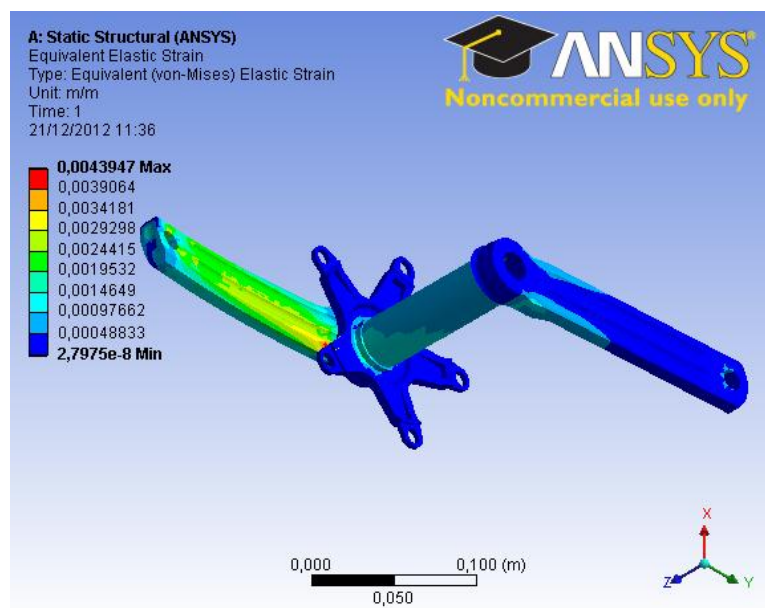 A: Static Structural (ANSYS)
Equivalent Elastic Strain
Type: Equivalent (von-Mises) Elastic Strain
Unit: m/m
Time: 1
21/12/2012 11:36
ANSYS®
Noncommercial use only
0,0043947 Max
0,0039064
0,0034181
0,0029298
0,0024415
0,0019532
0,0014649
0,00097662
0,00048833
2,7975e-8 Min
0,000 0,100 (m)
0,050
X
Z Y